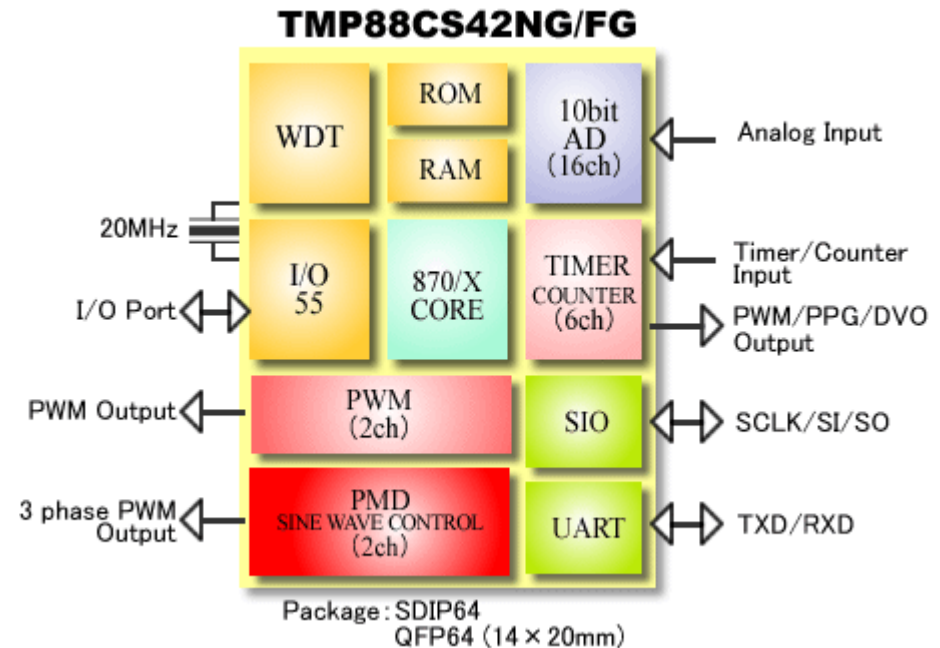 TMP88CS42NG/FG
WDT
ROM
RAM
10bit
AD
(16ch)
Analog Input
20MHz
I/O Port
I/O
55
870/X
CORE
TIMER
COUNTER
(6ch)
Timer/Counter
Input
PWM/PPG/DVO
Output
PWM Output
PWM
(2ch)
SIO
SCLK/SI/SO
3 phase PWM
Output
PMD
SINE WAVE CONTROL
(2ch)
UART
TXD/RXD
Package : SDIP64
QFP64 (14 × 20mm)